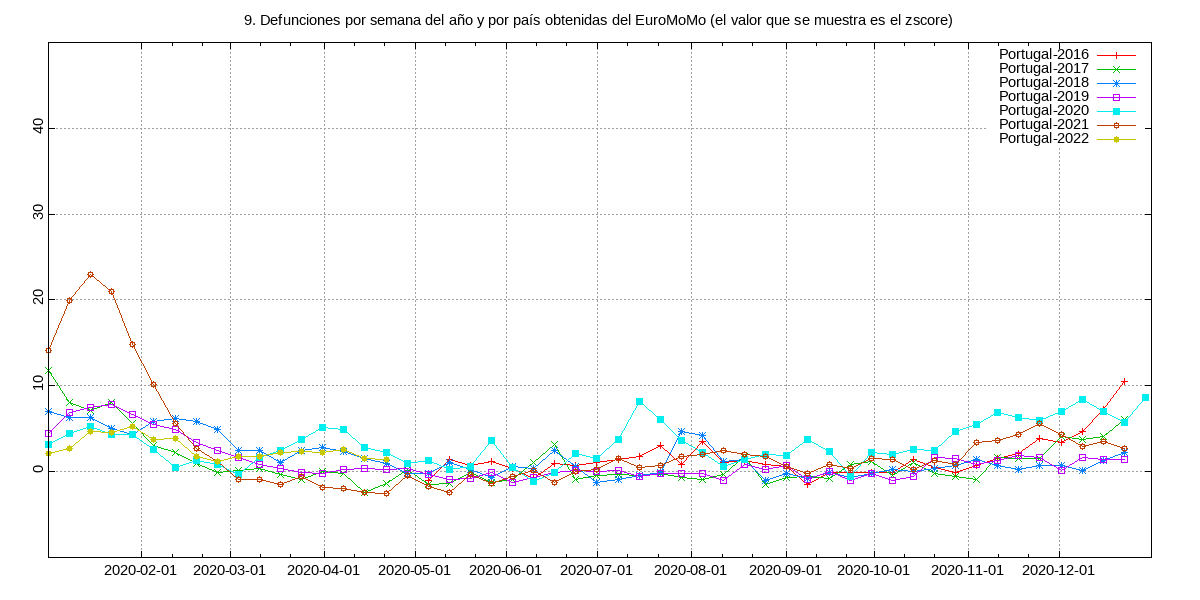 9. Defunciones por semana del año y por país obtenidas del EuroMoMo (el valor que se muestra es el zscore)
Portugal-2016
Portugal-2017
Portugal-2018
Portugal-2019
Portugal-2020
Portugal-2021
Portugal-2022
40
30
20
10
0
2020-02-01 2020-03-01 2020-04-01 2020-05-01 2020-06-01 2020-07-01 2020-08-01 2020-09-01 2020-10-01 2020-11-01 2020-12-01